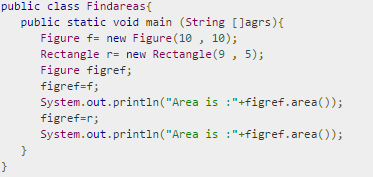 public class Findareas{
public static void main (String []agrs){
Figure f= new Figure(10 , 10);
Rectangle r= new Rectangle(9 , 5);
Figure figref;
figref=f;
System.out.println("Area is :"+figref.area());
figref=r;
System.out.println("Area is :"+figref.area());
}
}